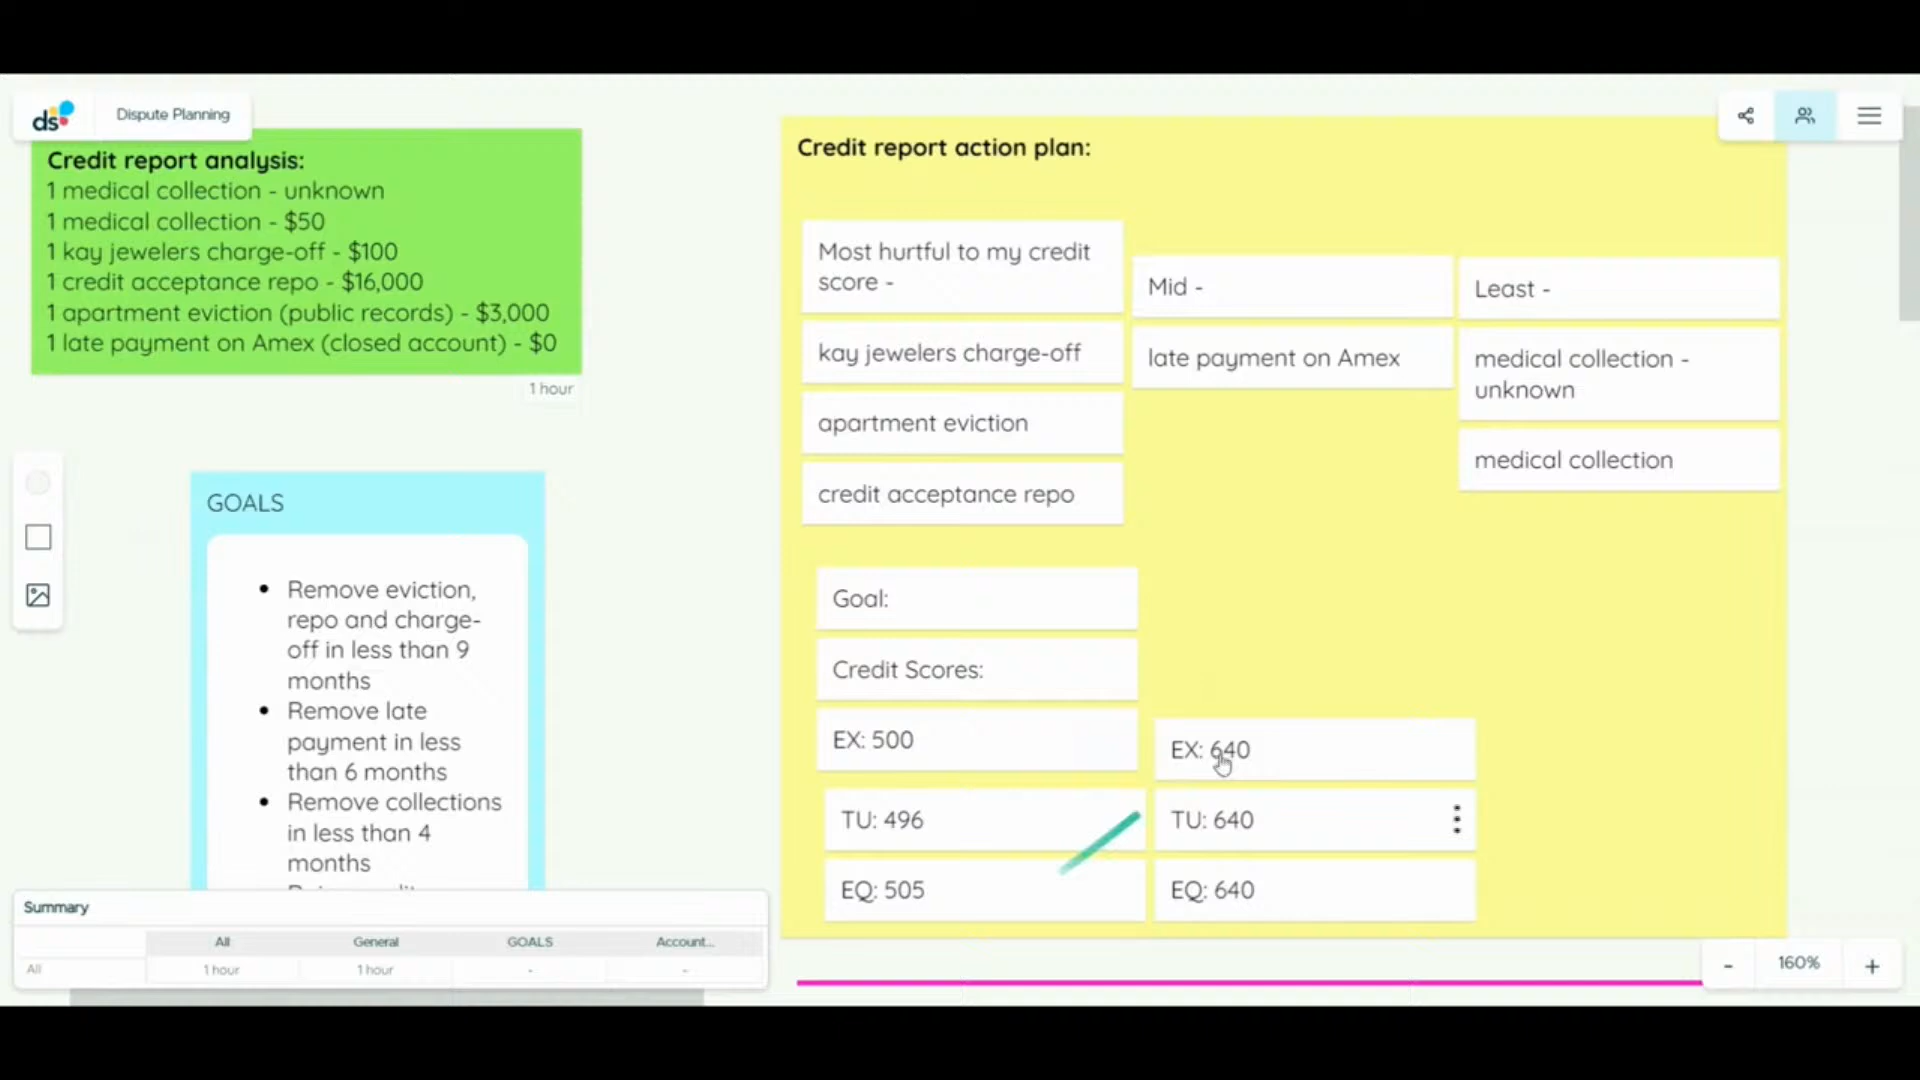 ds
Dispute Planning
Credit report analysis:
1 medical collection - unknown
1 medical collection - $50
1 kay jewelers charge-off - $100
1 credit acceptance repo - $16,000
1 apartment eviction (public records) - $3,000
1 late payment on Amex (closed account) - $0
1 hour
GOALS
Remove eviction,
repo and charge-
off in less than 9
months
Remove late
payment in less
than 6 months
Remove collections
in less than 4
months
Summary
All General GOALS Account...
All 1 hour 1 hour - -
Credit report action plan:
Most hurtful to my credit
score -
kay jewelers charge-off
apartment eviction
credit acceptance repo
Mid -
late payment on Amex
Least -
medical collection -
unknown
medical collection
Goal:
Credit Scores:
EX: 500
TU: 496
EQ: 505
EX: 640
TU: 640
EQ: 640
- 160% +